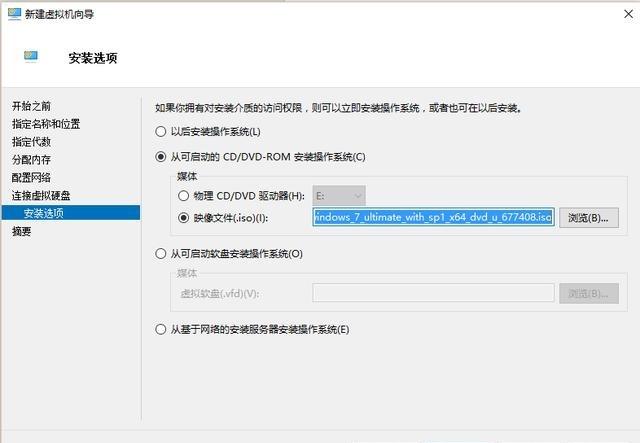 新建虚拟机向导
安装选项
开始之前
指定名称和位置
指定代数
分配内存
配置网络
连接虚拟硬盘
安装选项
摘要
如果你拥有对安装介质的访问权限，则可以立即安装操作系统，或者也可在以后安装。
以后安装操作系统(L)
从可启动的 CD/DVD-ROM 安装操作系统(C)
媒体
物理 CD/DVD 驱动器(H): E:
映像文件(.iso)(I): indows_7_ultimate_with_sp1_x64_dvd_u_677408.iso 浏览(B)...
从可启动软盘安装操作系统(O)
媒体
虚拟软盘(.vfd)(V): 浏览(B)...
从基于网络的安装服务器安装操作系统(E)